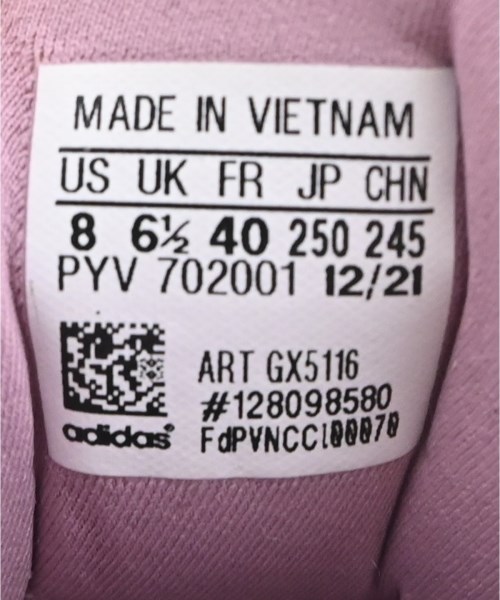 MADE IN VIETNAM
US UK FR JP CHN
8 6½ 40 250 245
PYV 702001 12/21
ART GX5116
#128098580
adidas®